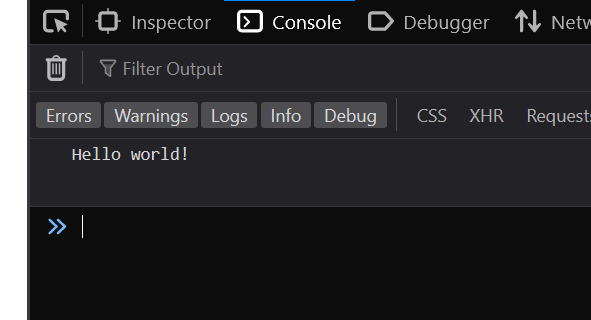 Inspector Console Debugger Netw
Filter Output
Errors Warnings Logs Info Debug CSS XHR Requests
Hello world!